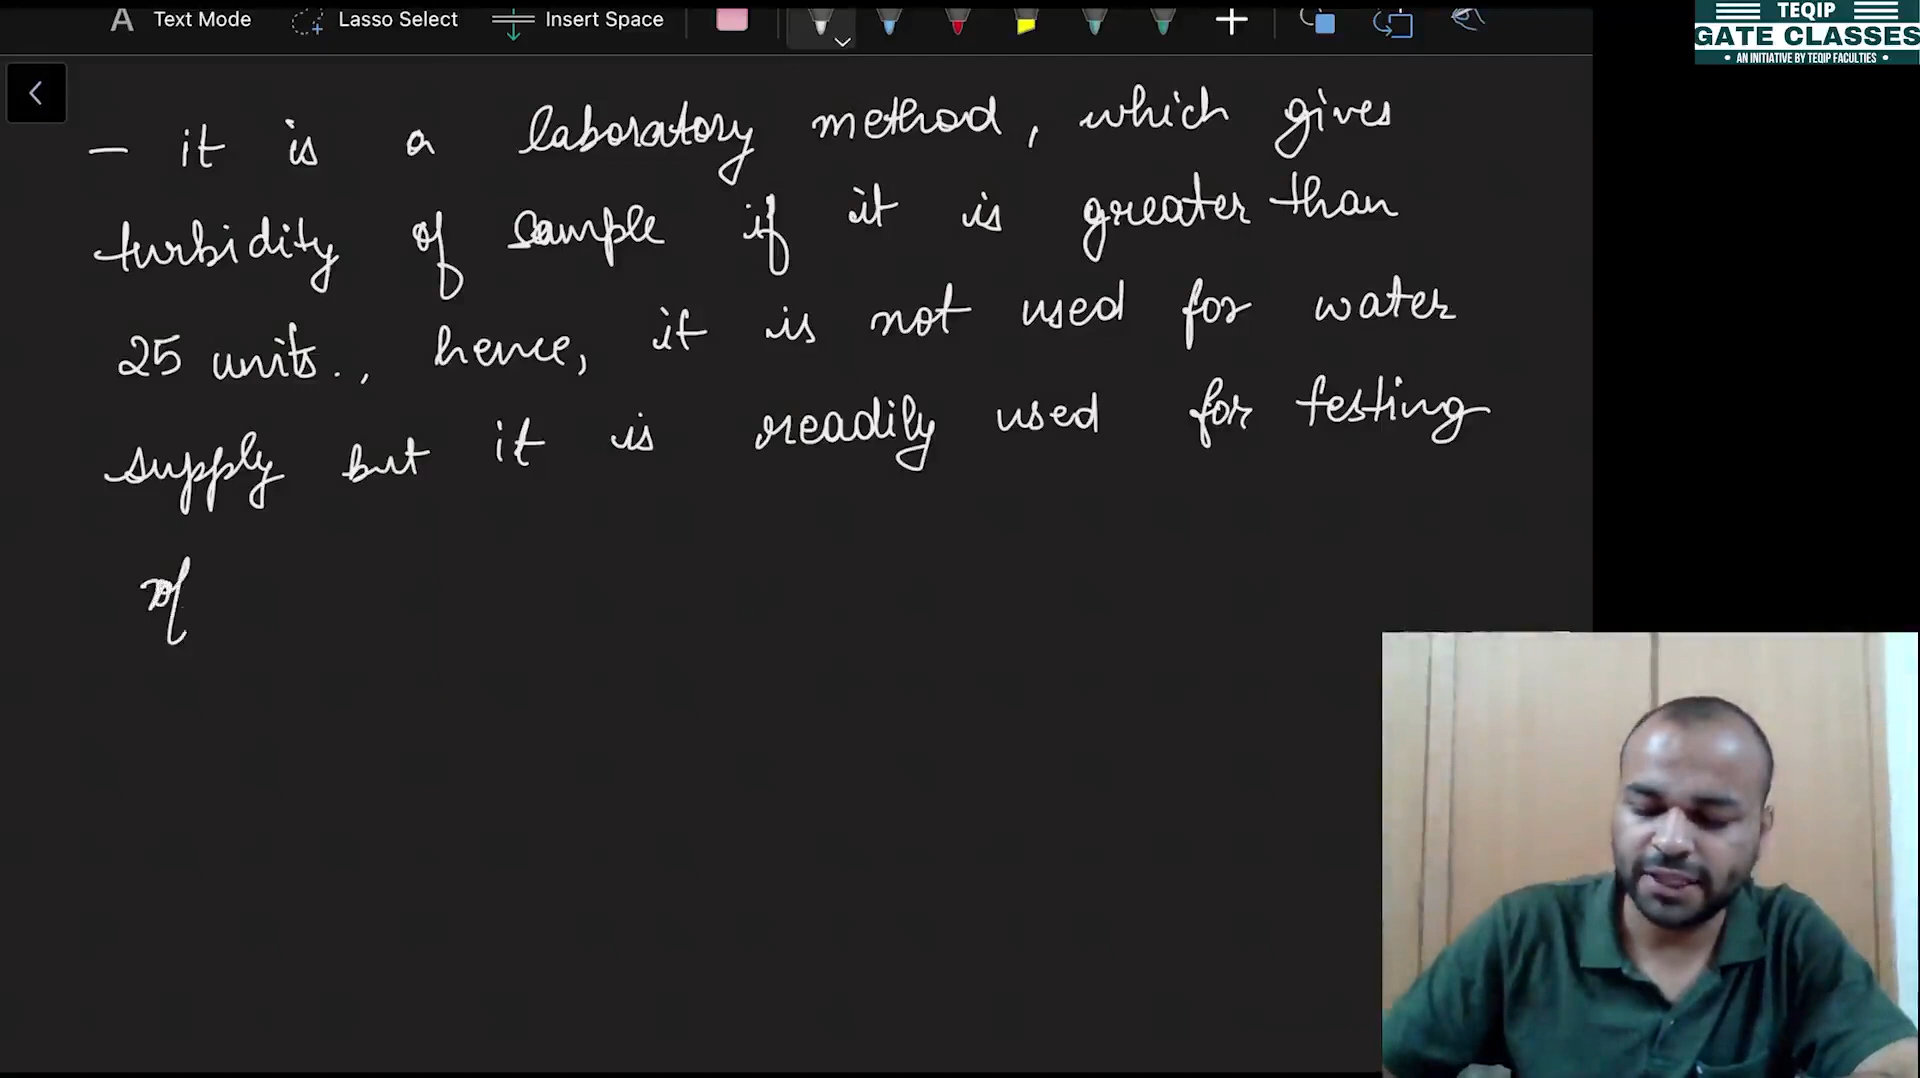 Text Mode Lasso Select Insert Space
TEQIP
GATE CLASSES
• AN INITIATIVE BY TEQIP FACULTIES •
- it is a laboratory method, which gives
turbidity of sample if it is greater than
25 units., hence, it is not used for water
supply but it is readily used for testing
of